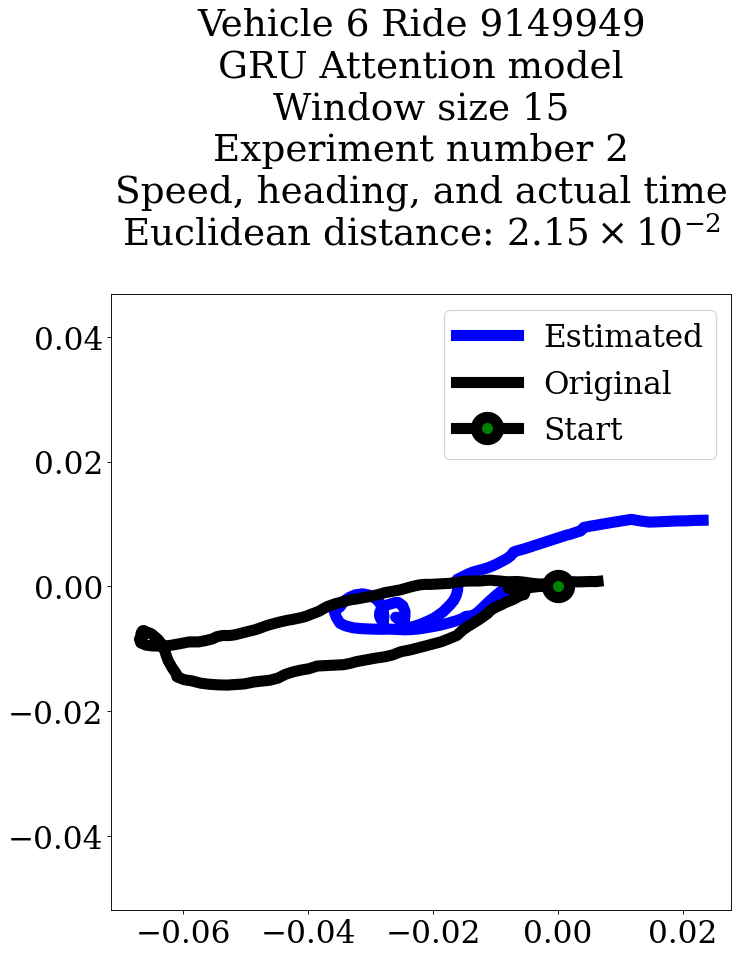 Vehicle 6 Ride 9149949
GRU Attention model
Window size 15
Experiment number 2
Speed, heading, and actual time
Euclidean distance: 2.15 × 10⁻²
Estimated
Original
Start
0.04
0.02
0.00
−0.02
−0.04
−0.06 −0.04 −0.02 0.00 0.02